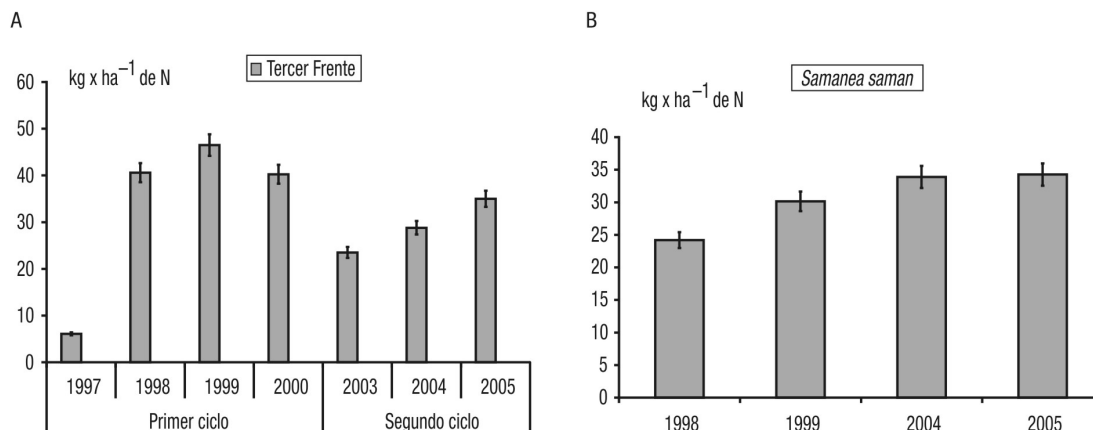 A
kg x ha⁻¹ de N
Tercer Frente
60
50
40
30
20
10
0
1997 1998 1999 2000 2003 2004 2005
Primer ciclo Segundo ciclo
B
Samanea saman
kg x ha⁻¹ de N
40
35
30
25
20
15
10
5
0
1998 1999 2004 2005